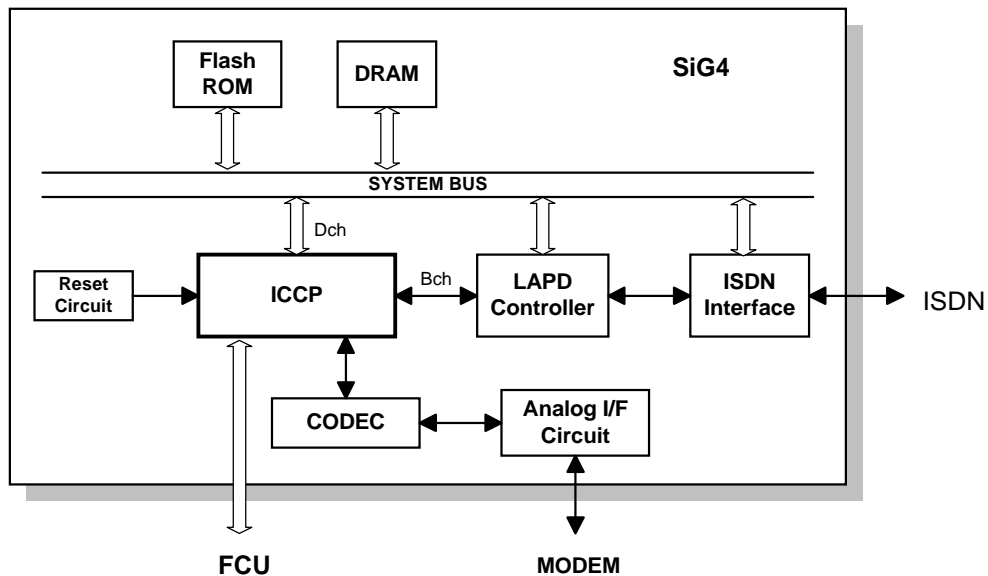 Flash
ROM
DRAM
SiG4
SYSTEM BUS
Dch
Reset
Circuit
ICCP
Bch
LAPD
Controller
ISDN
Interface
ISDN
CODEC
Analog I/F
Circuit
FCU
MODEM